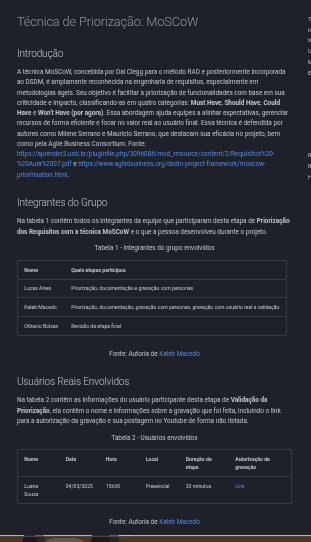 Técnica de Priorização: MoSCoW
Introdução
A técnica MoSCoW, concebida por Dai Clegg para o método RAD e posteriormente incorporada
ao DSDM, é amplamente reconhecida na engenharia de requisitos, especialmente em
metodologias ágeis. Seu objetivo é facilitar a priorização de funcionalidades com base em sua
criticidade e impacto, classificando-as em quatro categorias: Must Have, Should Have, Could
Have e Won't Have (por agora). Essa abordagem ajuda equipes a alinhar expectativas, gerenciar
recursos de forma eficiente e focar no valor real ao usuário final. Essa técnica é defendida por
autores como Milene Serrano e Maurício Serrano, que destacam sua eficácia no projeto, bem
como pela Agile Business Consortium. Fonte:
https://aprender3.unb.br/pluginfile.php/3096086/mod_resource/content/2/Requisitos%20-
%20Aula%2007.pdf e https://www.agilebusiness.org/dsdm-project-framework/moscow-
prioririsation.html.
Integrantes do Grupo
Na tabela 1 contém todos os integrantes da equipe que participaram desta etapa de Priorização
dos Requisitos com a técnica MoSCoW e o que a pessoa desenvolveu durante o projeto.
Tabela 1 - Integrantes do grupo envolvidos
Nome Quais etapas participou
Lucas Alves Priorização, documentação e gravação com personas
Kaleb Macedo Priorização, documentação, gravação com personas, gravação com usuário real e validação
Othavio Bolzan Revisão da etapa final
Fonte: Autoria de Kaleb Macedo
Usuários Reais Envolvidos
Na tabela 2 contém as informações do usuário participante desta etapa de Validação da
Priorização, ela contém o nome e informações sobre a gravação que foi feita, incluindo o link
para a autorização da gravação e sua postagem no Youtube de forma não listada.
Tabela 2 - Usuários envolvidos
Nome Data Hora Local Duração da etapa Autorização da gravação
Luana Souza 04/05/2025 15h30 Presencial 20 minutos Link
Fonte: Autoria de Kaleb Macedo